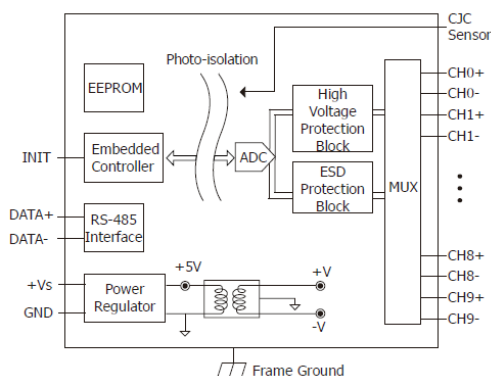 CJC
Sensor
Photo-isolation
EEPROM
High
Voltage
Protection
Block
CH0+
CH0-
CH1+
CH1-
INIT
Embedded
Controller
ADC
MUX
ESD
Protection
Block
DATA+
DATA-
RS-485
Interface
CH8+
CH8-
CH9+
CH9-
+Vs
GND
Power
Regulator
+5V
+V
-V
Frame Ground